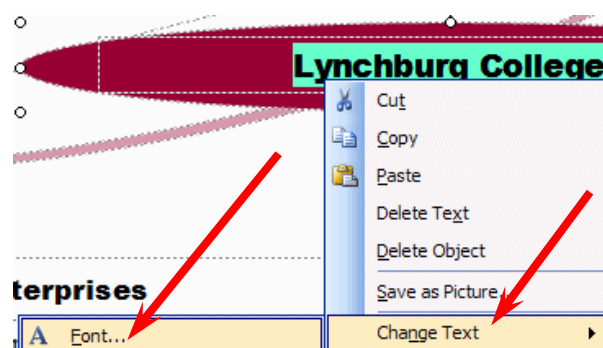 Lynchburg College
Cut
Copy
Paste
Delete Text
Delete Object
Save as Picture...
terprises
A Font...
Change Text